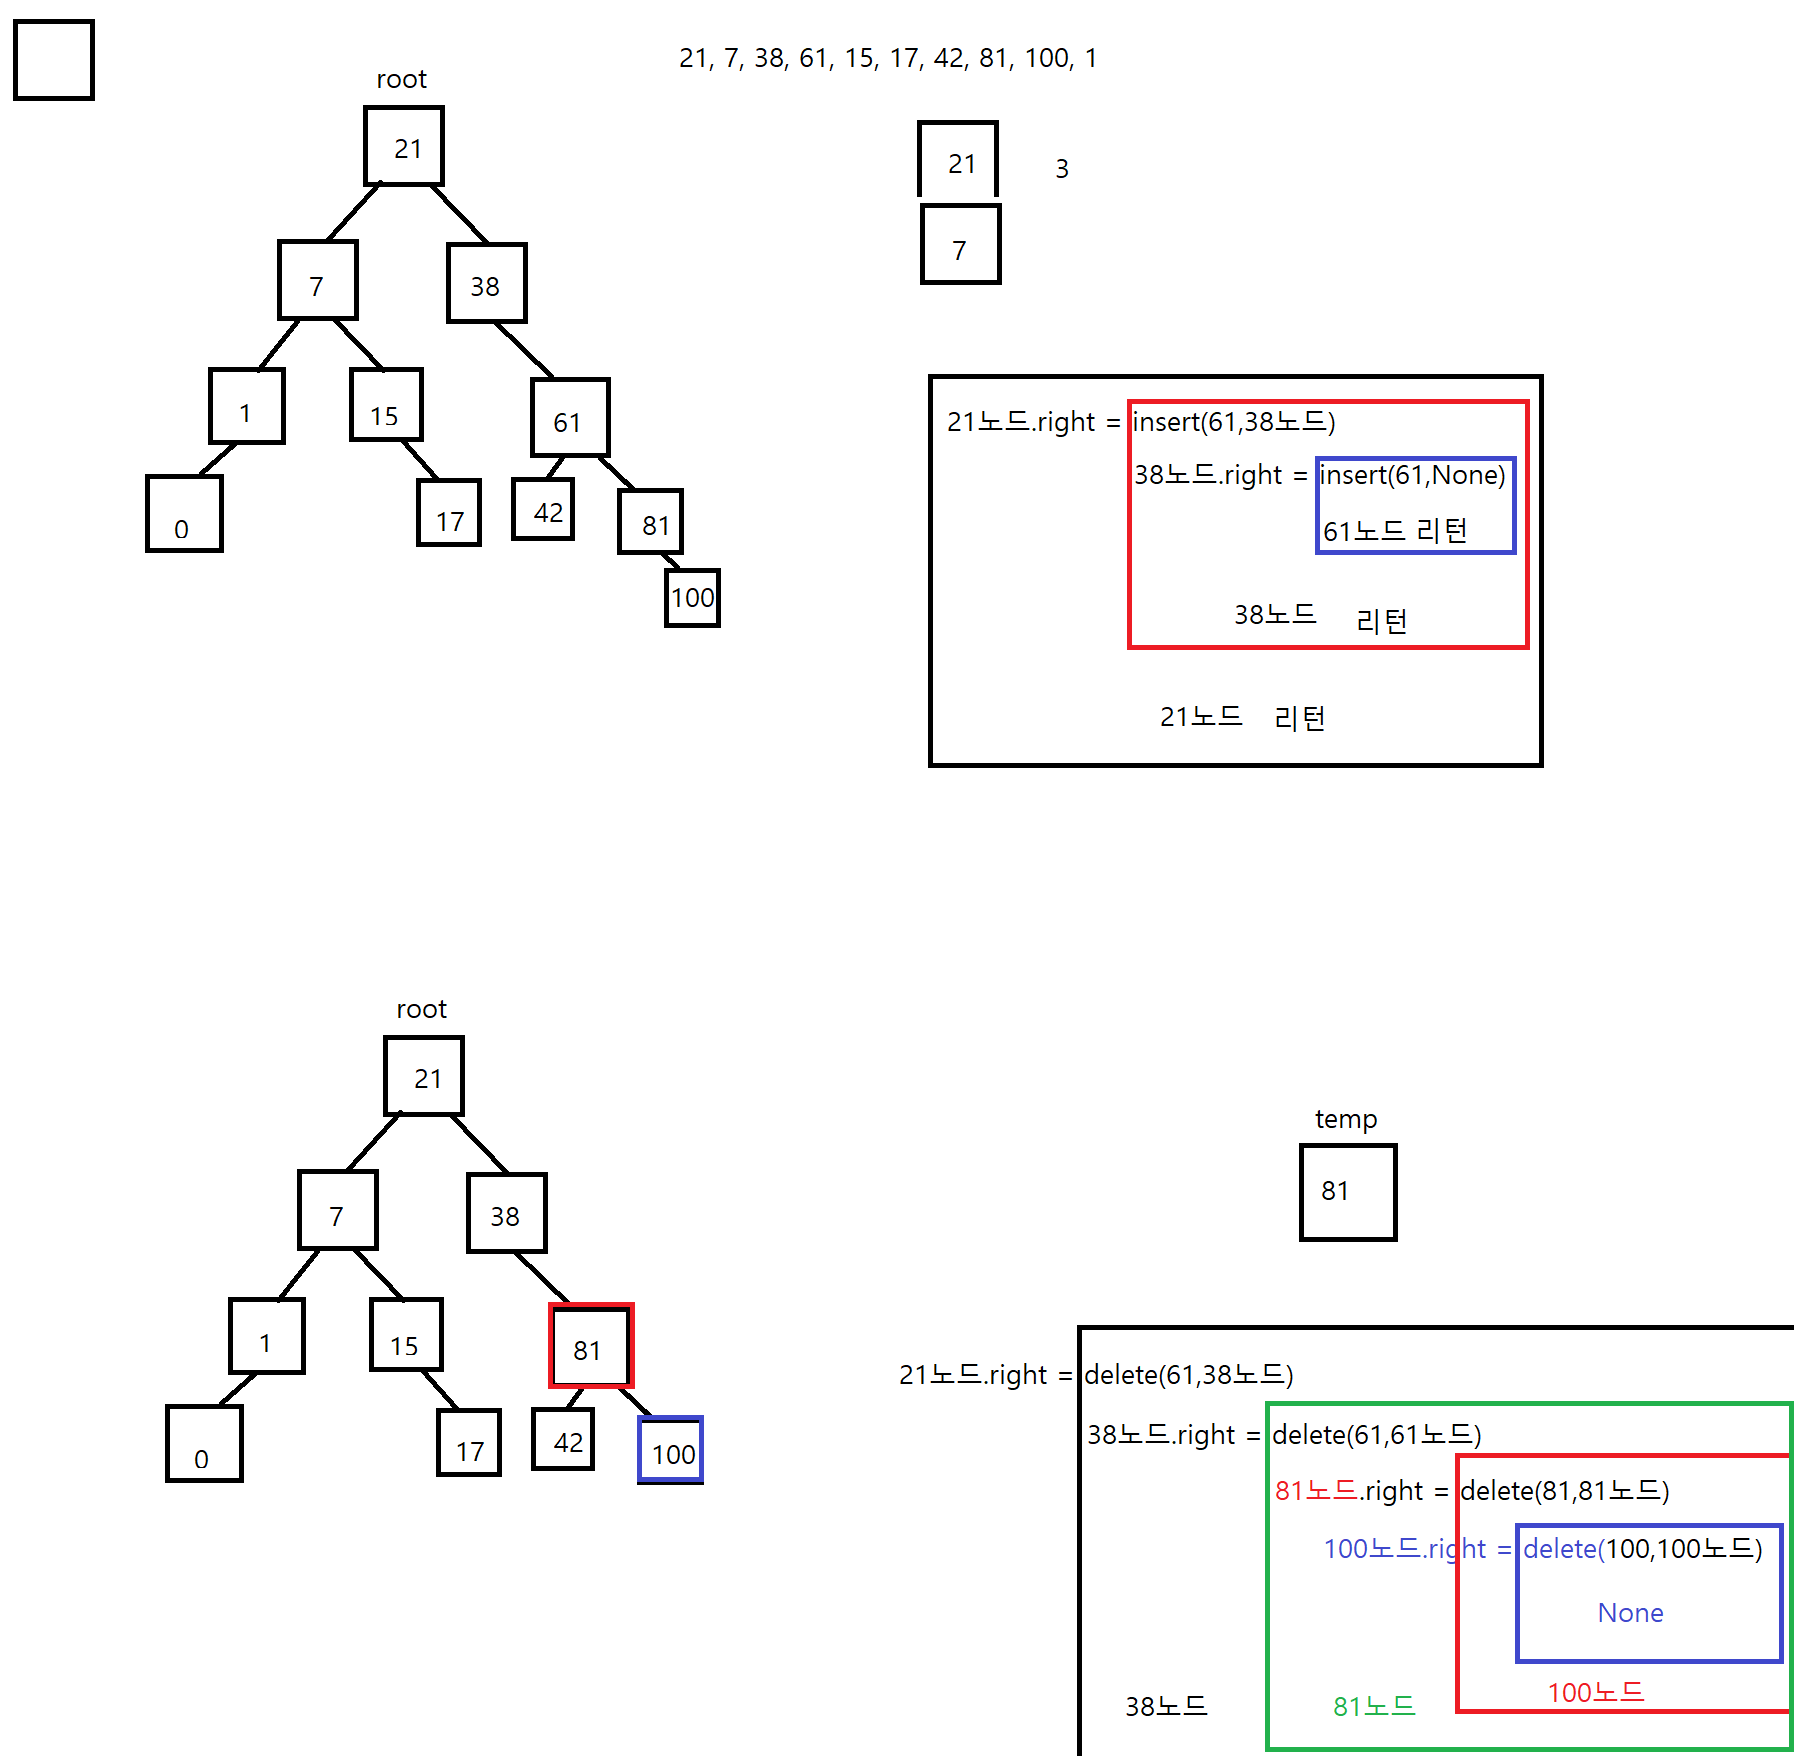 21, 7, 38, 61, 15, 17, 42, 81, 100, 1
root
21
7 38
1 15 61
0 17 42 81
100
21 3
7
21노드.right = insert(61,38노드)
38노드.right = insert(61,None)
61노드 리턴
38노드 리턴
21노드 리턴
root
21
7 38
1 15 81
0 17 42 100
temp
81
21노드.right = delete(61,38노드)
38노드.right = delete(61,61노드)
81노드.right = delete(81,81노드)
100노드.right = delete(100,100노드)
None
100노드
38노드 81노드